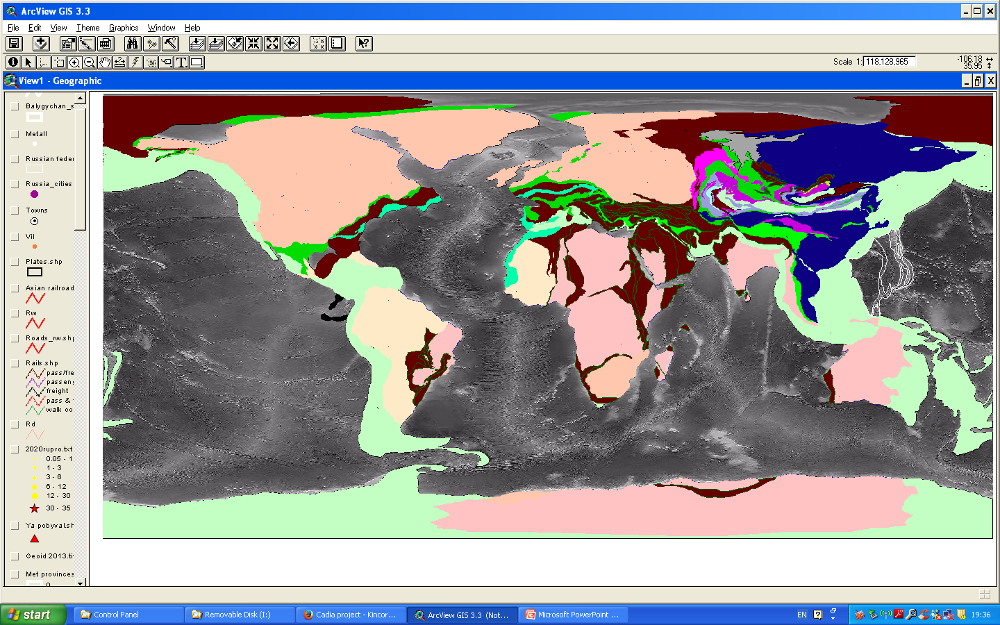 ArcView GIS 3.3
File Edit View Theme Graphics Window Help
Scale 1: 118,128,965
-106.18
35.95
View1 - Geographic
Balygychan_s
Metall
Russian feder
Russia_cities
Towns
Vil
Plates.shp
Asian railroad
Rw
Roads_rw.shp
Rails.shp
pass/fre
passeng
freight
pass &
walk co
Rd
2020rupro.txt
0.05 - 1
1 - 3
3 - 6
6 - 12
12 - 30
30 - 35
Ya pobyval.sh
Geoid 2013.ti
Met provinces
0
start
Control Panel
Removable Disk (I:)
Cadia project - Kincor...
ArcView GIS 3.3 (Not...
Microsoft PowerPoint ...
EN
19:36